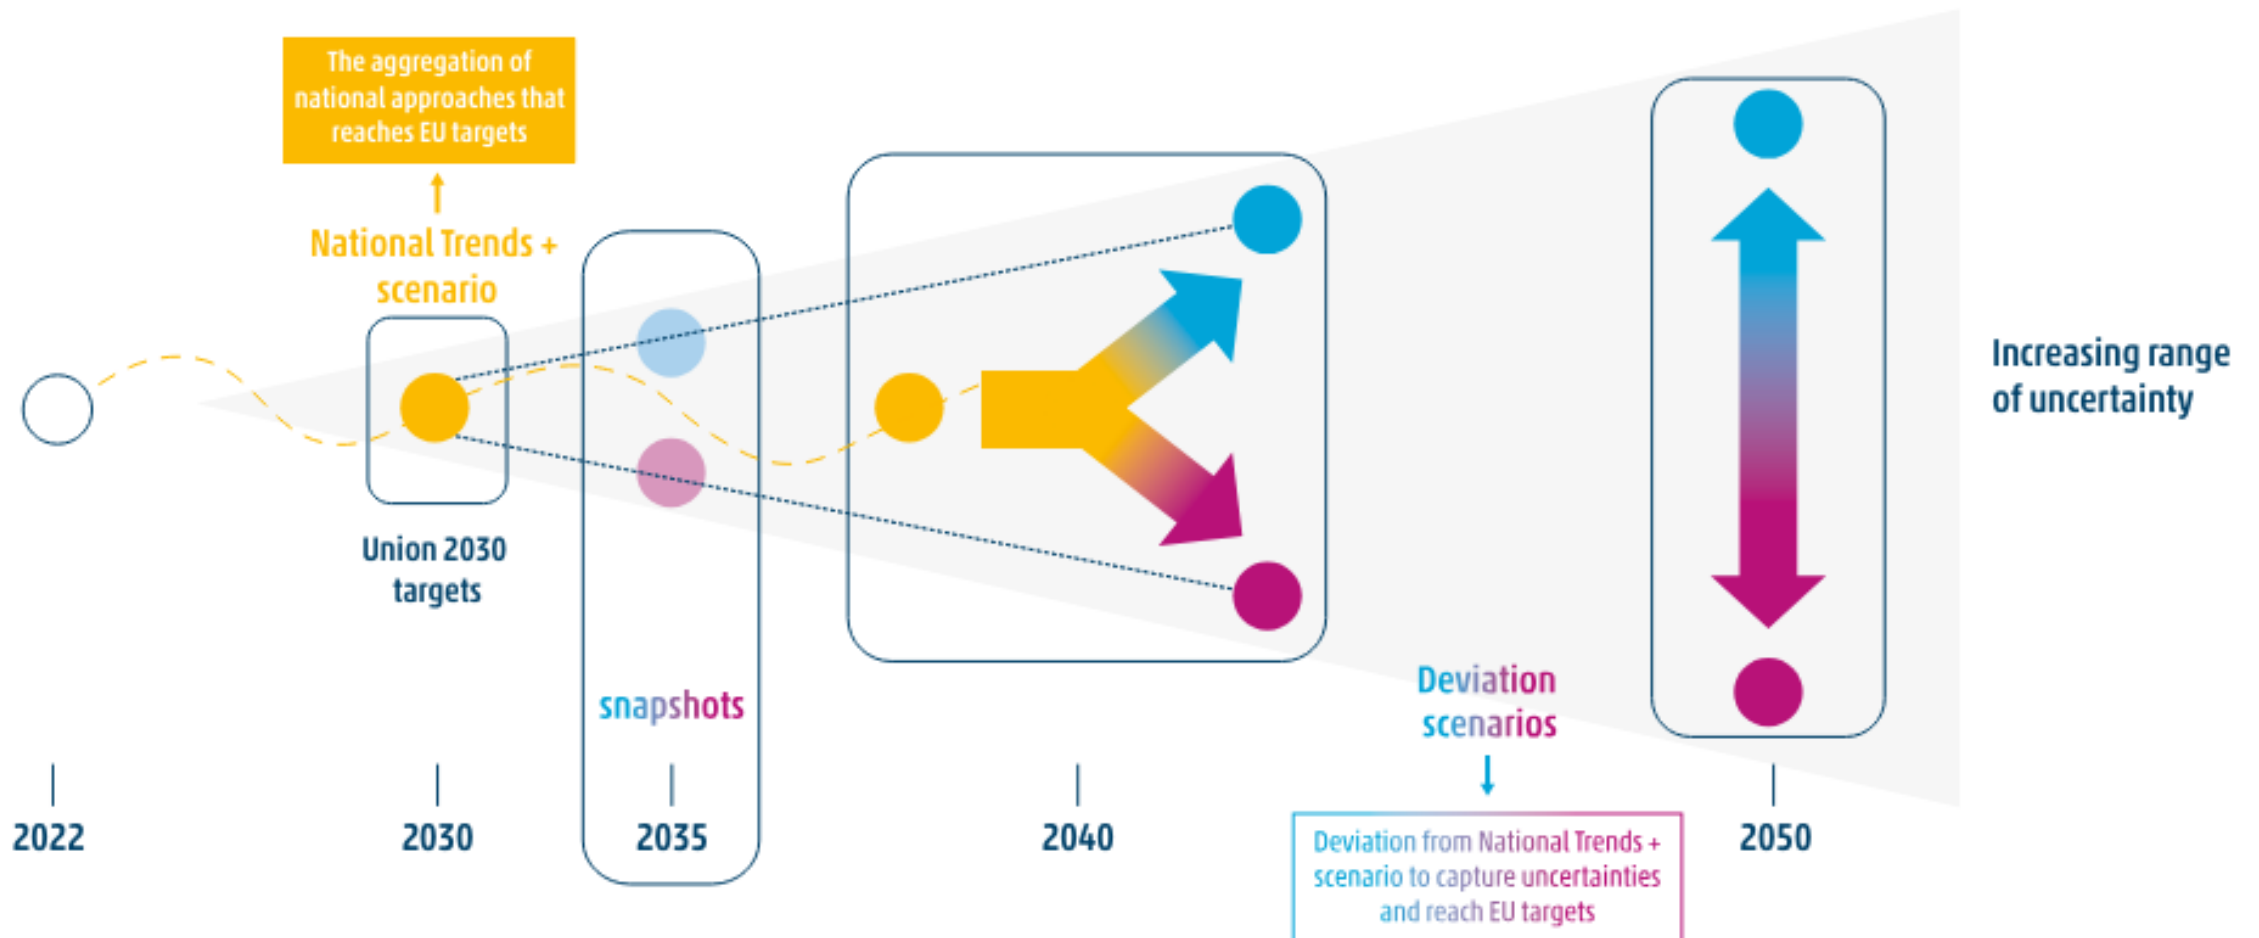 The aggregation of
national approaches that
reaches EU targets
National Trends +
scenario
Union 2030
targets
snapshots
Increasing range
of uncertainty
Deviation
scenarios
2022
2030
2035
2040
2050
Deviation from National Trends +
scenario to capture uncertainties
and reach EU targets